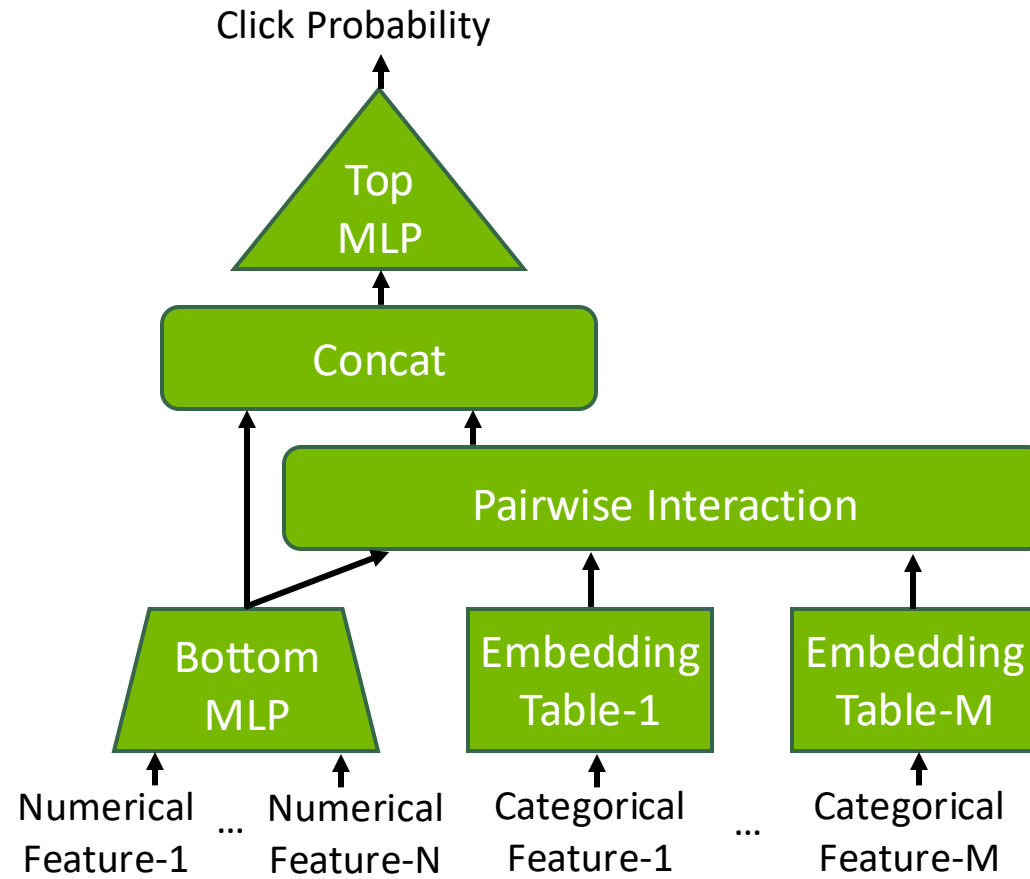 Click Probability
Top
MLP
Concat
Pairwise Interaction
Bottom
MLP
Embedding
Table-1
Embedding
Table-M
Numerical
Feature-1
...
Numerical
Feature-N
Categorical
Feature-1
...
Categorical
Feature-M